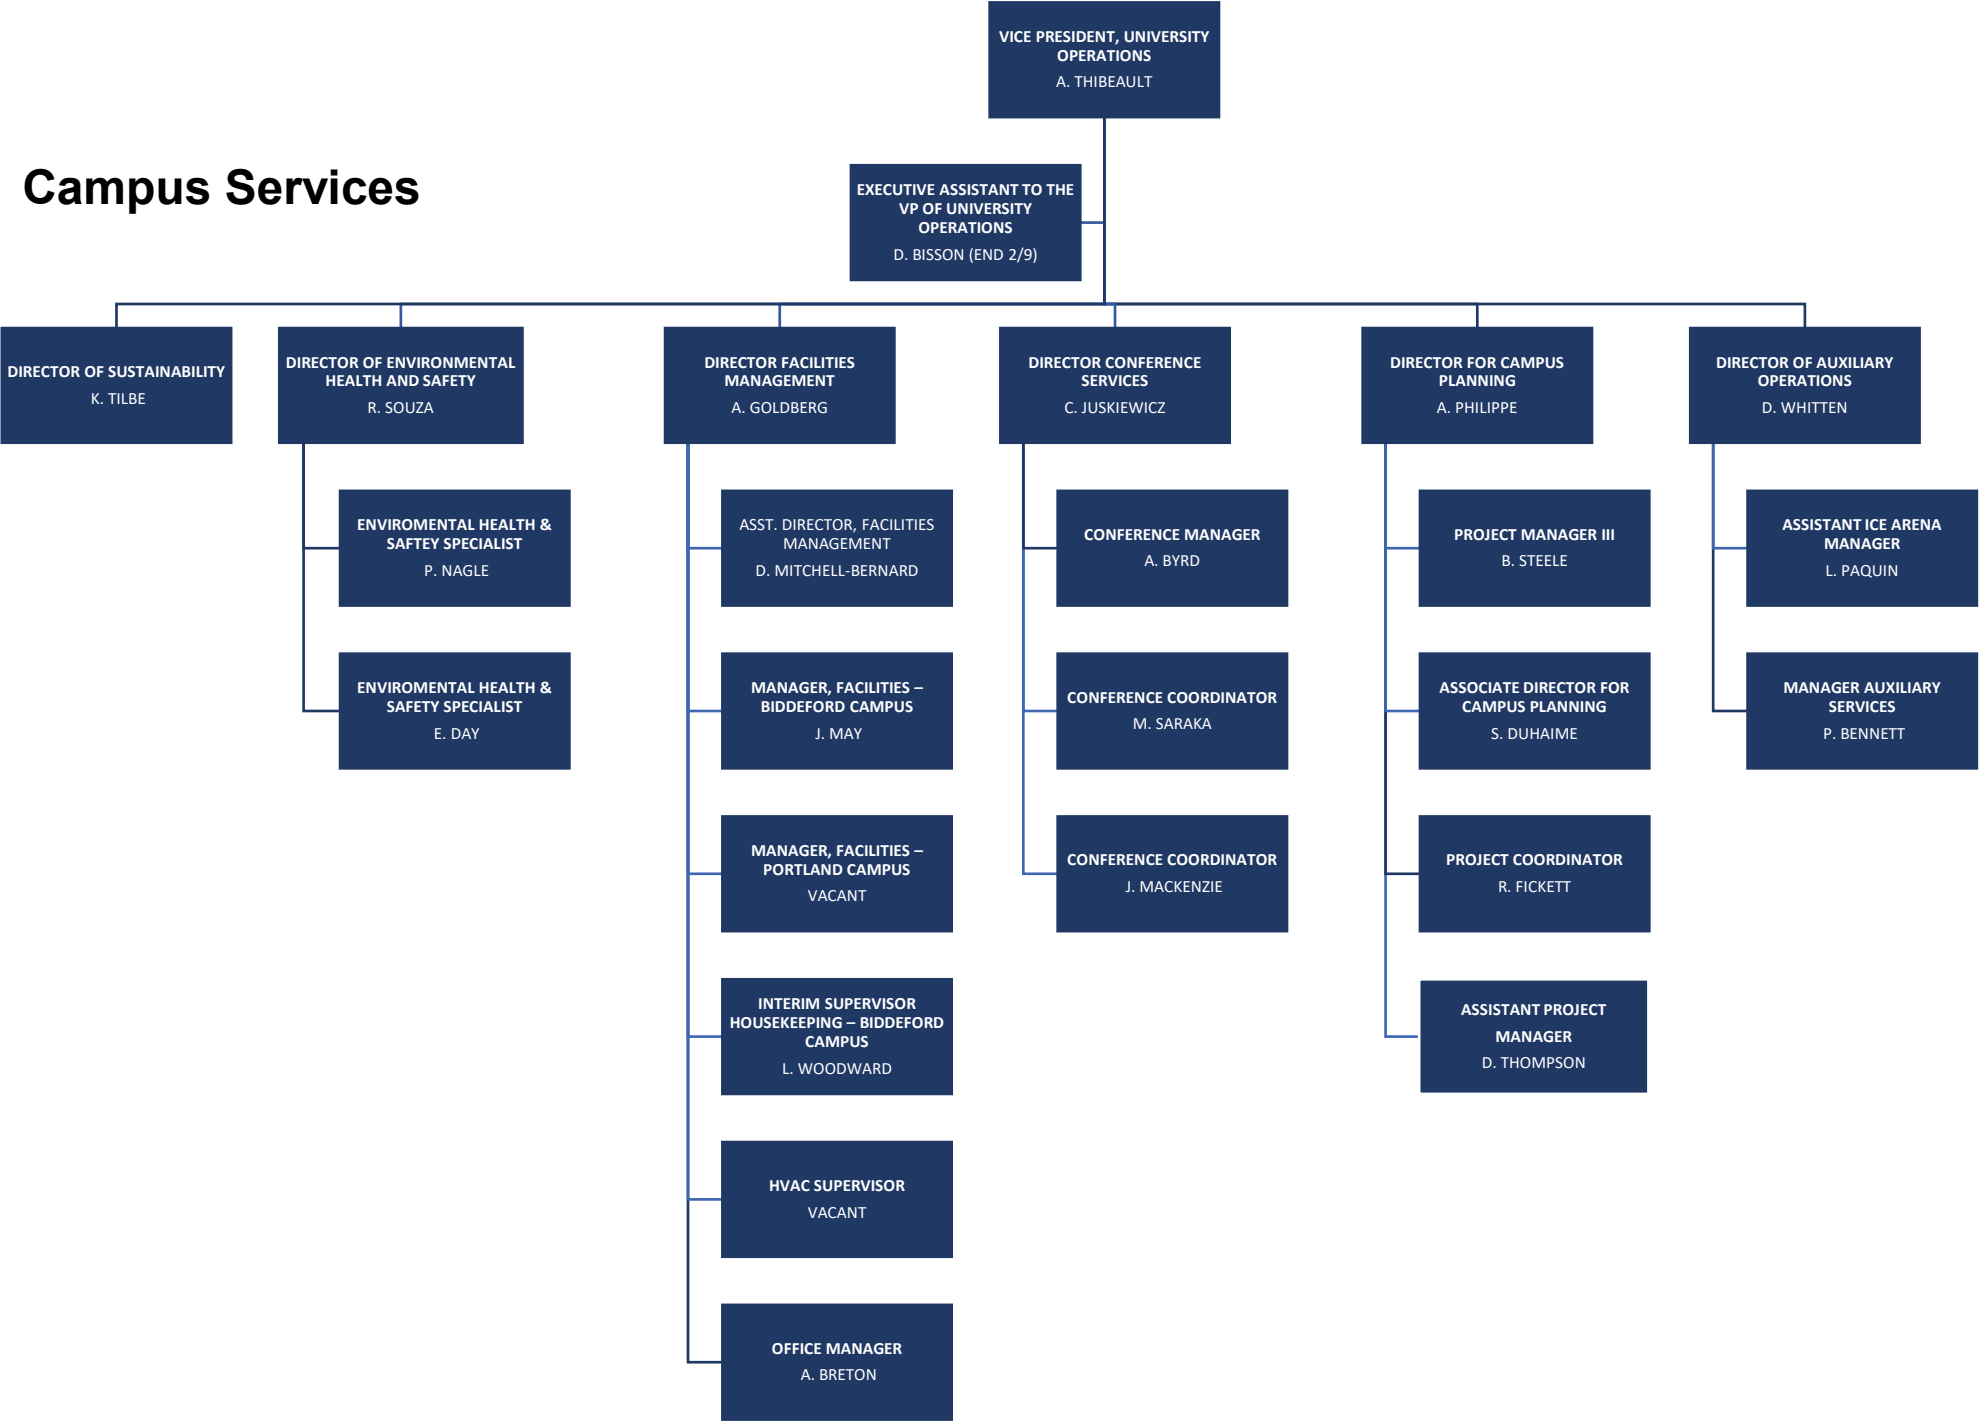 VICE PRESIDENT, UNIVERSITY
OPERATIONS
A. THIBEAULT
Campus Services
EXECUTIVE ASSISTANT TO THE
VP OF UNIVERSITY
OPERATIONS
D. BISSON (END 2/9)
DIRECTOR OF SUSTAINABILITY
K. TILBE
DIRECTOR OF ENVIRONMENTAL
HEALTH AND SAFETY
R. SOUZA
DIRECTOR FACILITIES
MANAGEMENT
A. GOLDBERG
DIRECTOR CONFERENCE
SERVICES
C. JUSKIEWICZ
DIRECTOR FOR CAMPUS
PLANNING
A. PHILIPPE
DIRECTOR OF AUXILIARY
OPERATIONS
D. WHITTEN
ENVIROMENTAL HEALTH &
SAFTEY SPECIALIST
P. NAGLE
ENVIROMENTAL HEALTH &
SAFETY SPECIALIST
E. DAY
ASST. DIRECTOR, FACILITIES
MANAGEMENT
D. MITCHELL-BERNARD
MANAGER, FACILITIES –
BIDDEFORD CAMPUS
J. MAY
MANAGER, FACILITIES –
PORTLAND CAMPUS
VACANT
INTERIM SUPERVISOR
HOUSEKEEPING – BIDDEFORD
CAMPUS
L. WOODWARD
HVAC SUPERVISOR
VACANT
OFFICE MANAGER
A. BRETON
CONFERENCE MANAGER
A. BYRD
CONFERENCE COORDINATOR
M. SARAKA
CONFERENCE COORDINATOR
J. MACKENZIE
PROJECT MANAGER III
B. STEELE
ASSOCIATE DIRECTOR FOR
CAMPUS PLANNING
S. DUHAIME
PROJECT COORDINATOR
R. FICKETT
ASSISTANT PROJECT
MANAGER
D. THOMPSON
ASSISTANT ICE ARENA
MANAGER
L. PAQUIN
MANAGER AUXILIARY
SERVICES
P. BENNETT